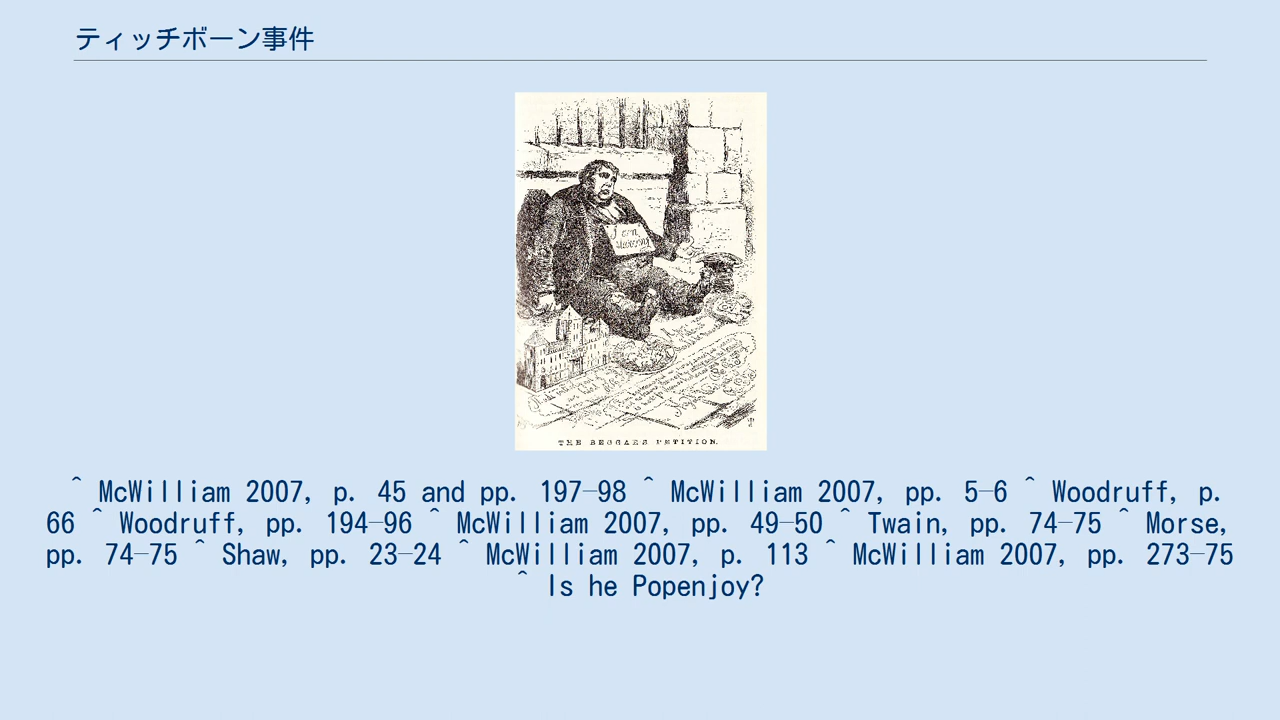 ティッチボーン事件
THE BEGGARS PETITION.
^ McWilliam 2007, p. 45 and pp. 197–98 ^ McWilliam 2007, pp. 5–6 ^ Woodruff, p.
66 ^ Woodruff, pp. 194–96 ^ McWilliam 2007, pp. 49–50 ^ Twain, pp. 74–75 ^ Morse,
pp. 74–75 ^ Shaw, pp. 23–24 ^ McWilliam 2007, p. 113 ^ McWilliam 2007, pp. 273–75
^ Is he Popenjoy?